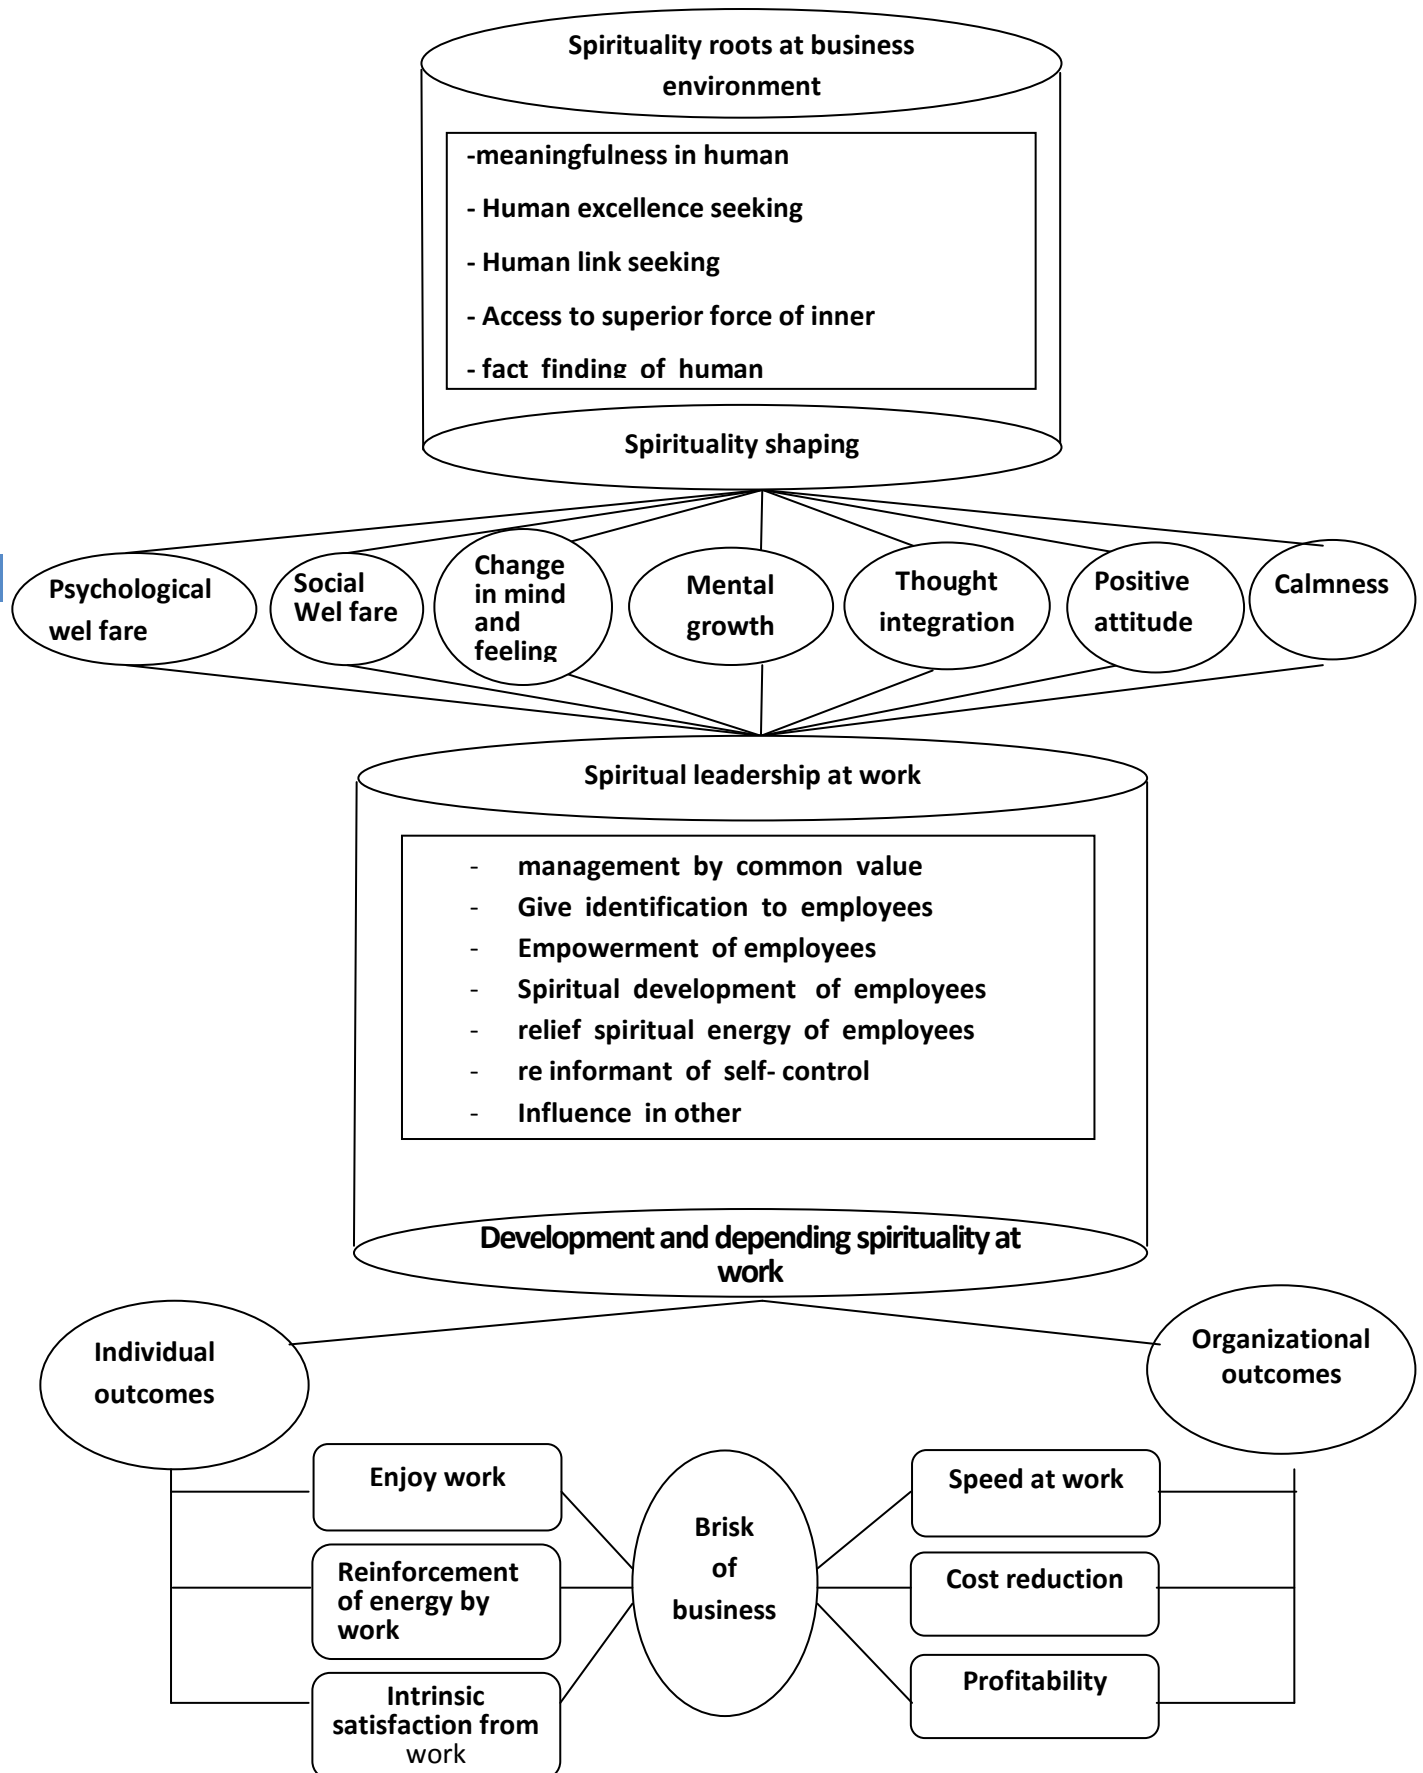 Spirituality roots at business
environment
-meaningfulness in human
- Human excellence seeking
- Human link seeking
- Access to superior force of inner
- fact finding of human
Spirituality shaping
Psychological
wel fare
Social
Wel fare
Change
in mind
and
feeling
Mental
growth
Thought
integration
Positive
attitude
Calmness
Spiritual leadership at work
- management by common value
- Give identification to employees
- Empowerment of employees
- Spiritual development of employees
- relief spiritual energy of employees
- re informant of self- control
- Influence in other
Development and depending spirituality at
work
Individual
outcomes
Organizational
outcomes
Enjoy work
Reinforcement
of energy by
work
Intrinsic
satisfaction from
work
Brisk
of
business
Speed at work
Cost reduction
Profitability